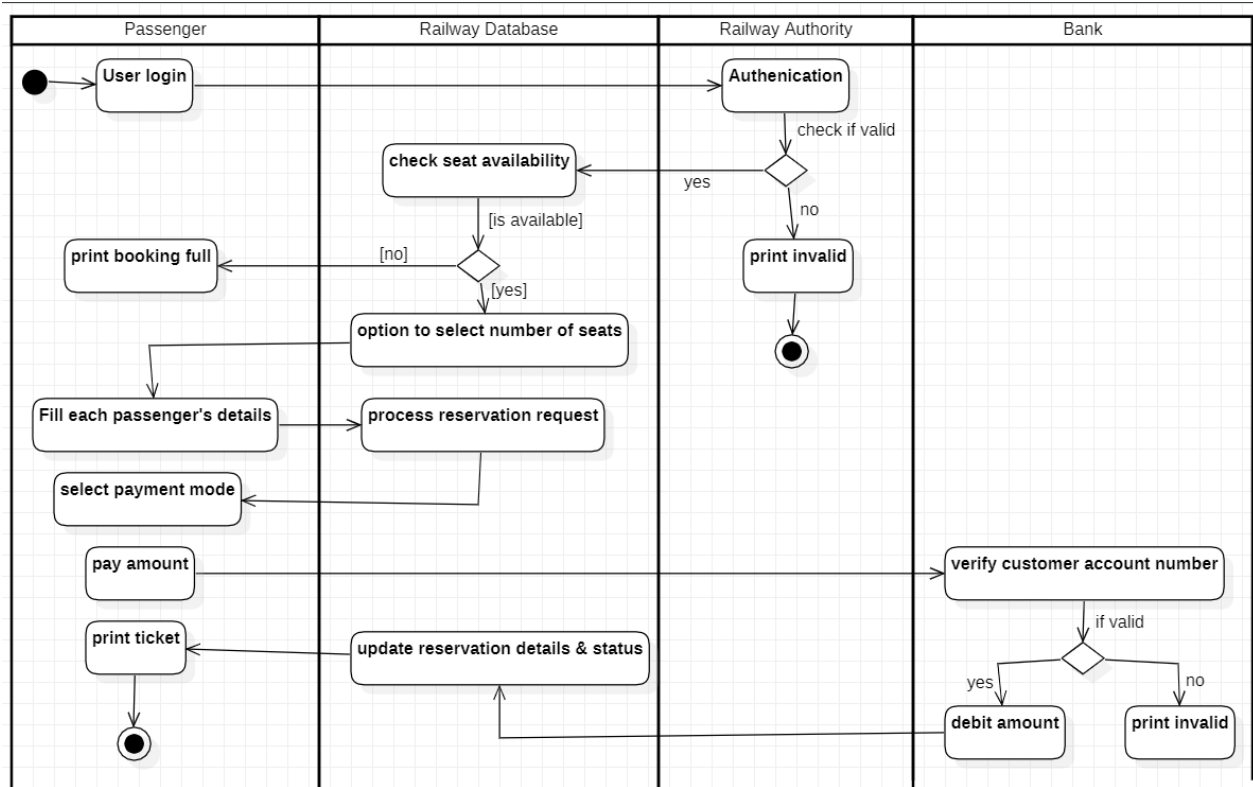 Passenger
Railway Database
Railway Authority
Bank
User login
Authenication
check if valid
check seat availability
yes
no
[is available]
print booking full
[no]
print invalid
[yes]
option to select number of seats
Fill each passenger's details
process reservation request
select payment mode
pay amount
verify customer account number
if valid
print ticket
update reservation details & status
yes
no
debit amount
print invalid